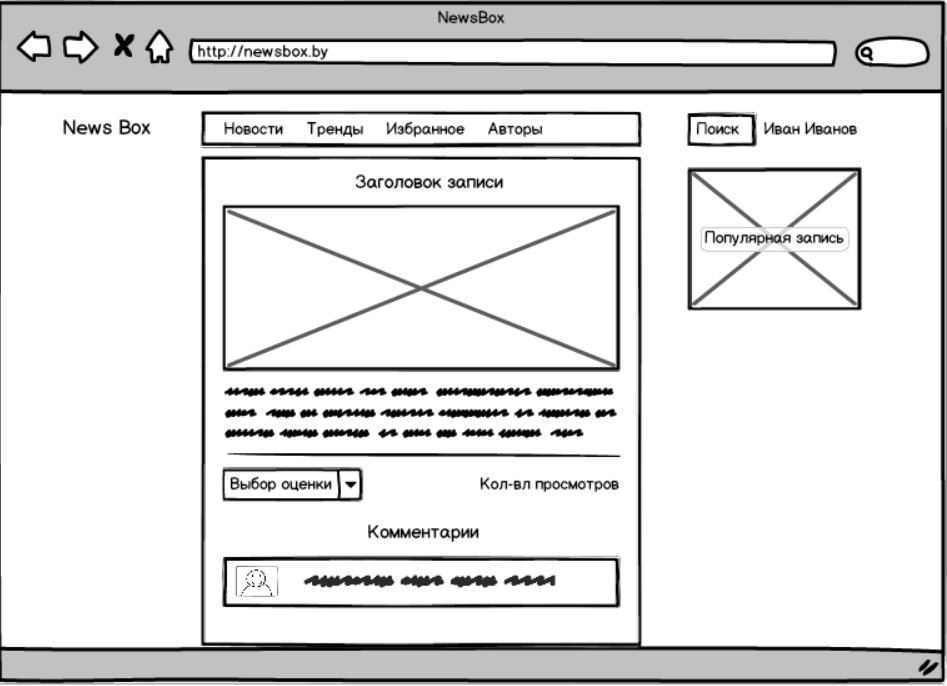 NewsBox
http://newsbox.by
News Box
Новости Тренды Избранное Авторы
Поиск Иван Иванов
Заголовок записи
Популярная запись
Выбор оценки
Кол-вл просмотров
Комментарии